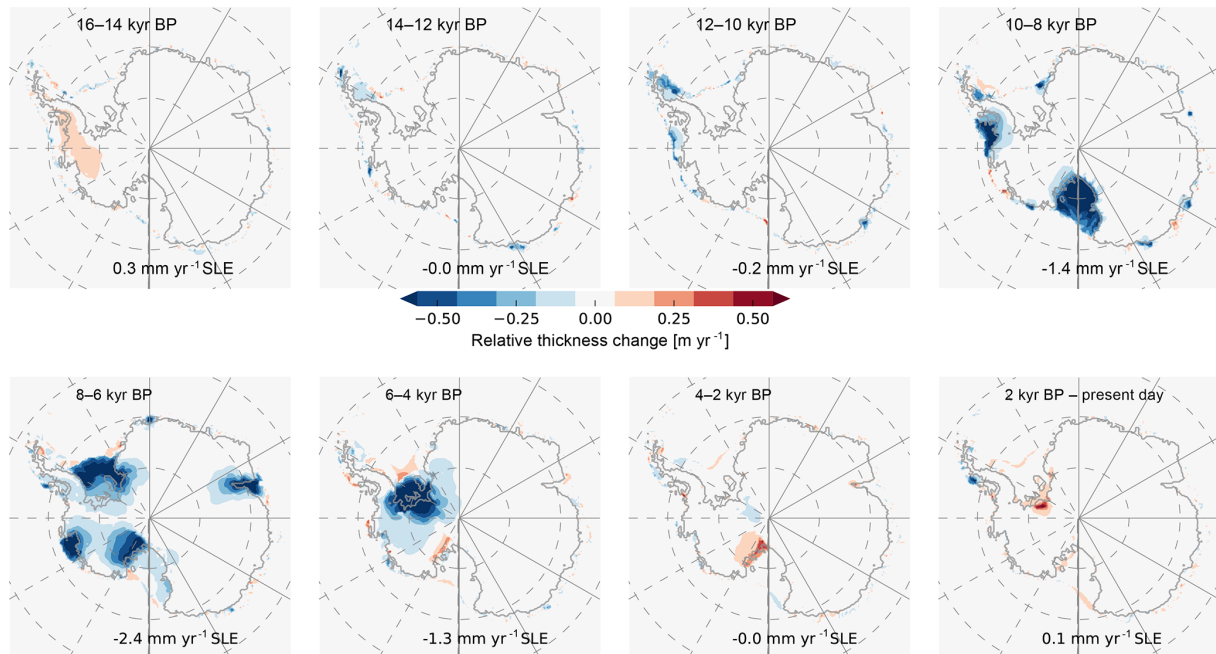 16–14 kyr BP
14–12 kyr BP
12–10 kyr BP
10–8 kyr BP
0.3 mm yr⁻¹ SLE
-0.0 mm yr⁻¹ SLE
-0.2 mm yr⁻¹ SLE
-1.4 mm yr⁻¹ SLE
−0.50 −0.25 0.00 0.25 0.50
Relative thickness change [m yr⁻¹]
8–6 kyr BP
6–4 kyr BP
4–2 kyr BP
2 kyr BP – present day
-2.4 mm yr⁻¹ SLE
-1.3 mm yr⁻¹ SLE
-0.0 mm yr⁻¹ SLE
0.1 mm yr⁻¹ SLE